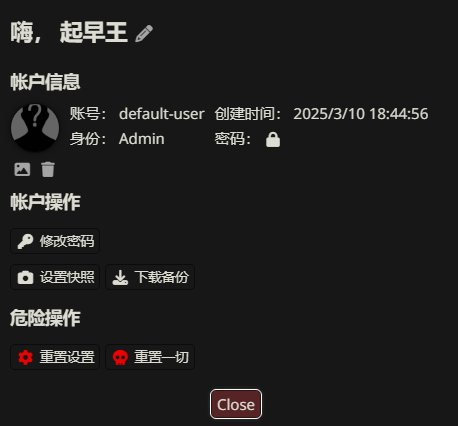 嗨， 起早王
帐户信息
账号： default-user 创建时间： 2025/3/10 18:44:56
身份： Admin 密码：
帐户操作
修改密码
设置快照 下载备份
危险操作
重置设置 重置一切
Close